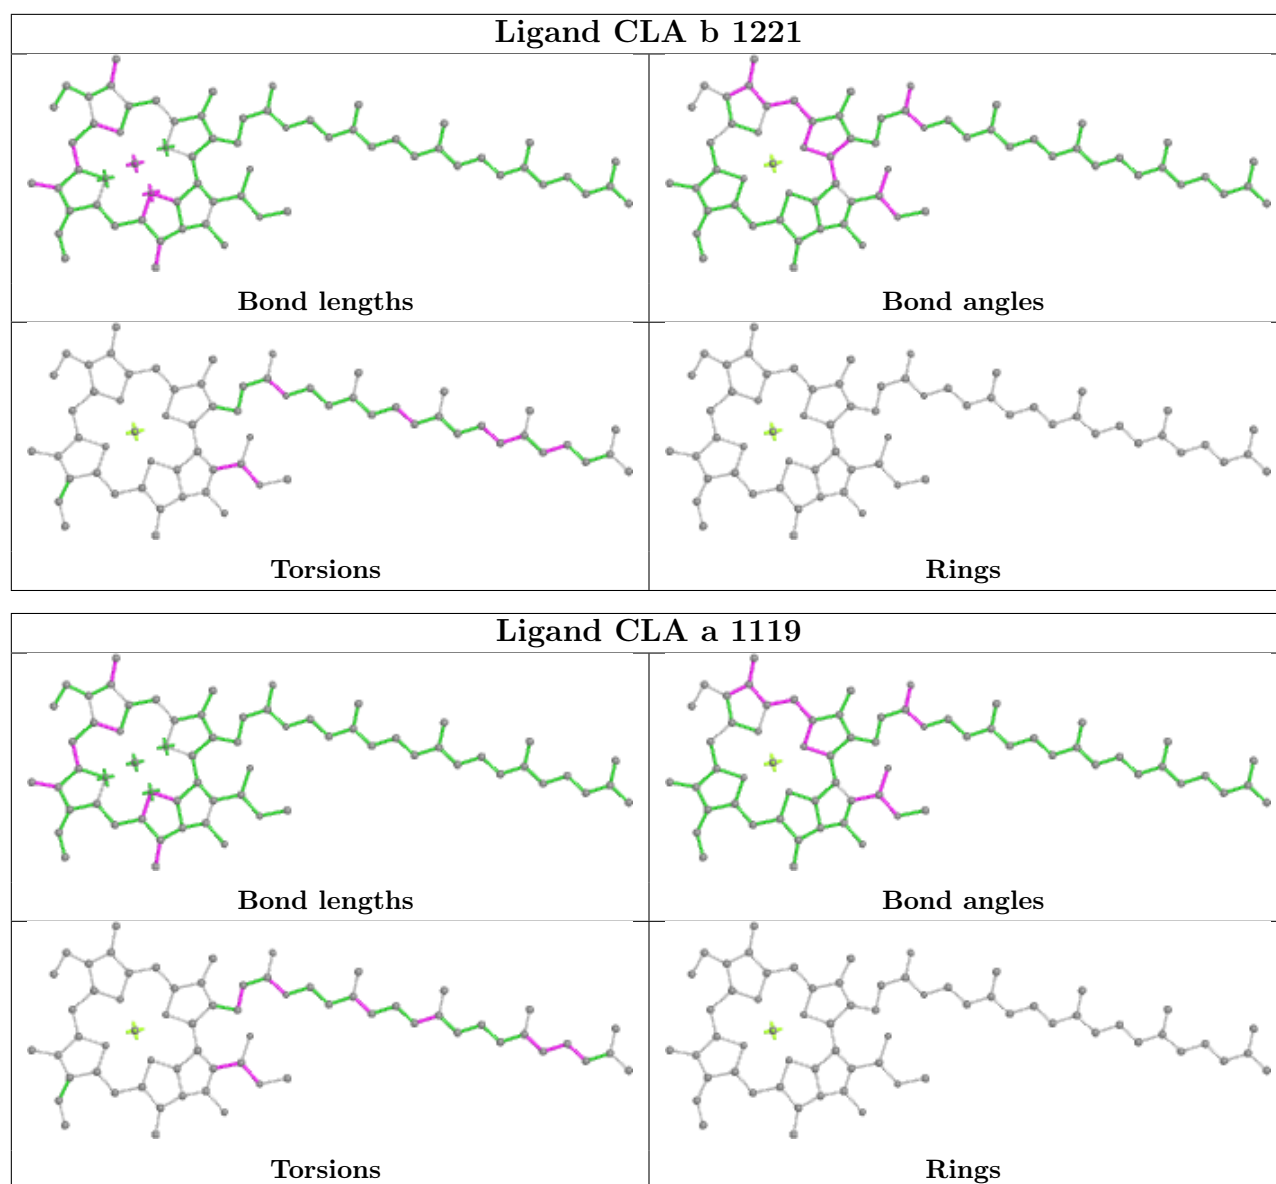 Ligand CLA b 1221
Bond lengths
Bond angles
Torsions
Rings
Ligand CLA a 1119
Bond lengths
Bond angles
Torsions
Rings